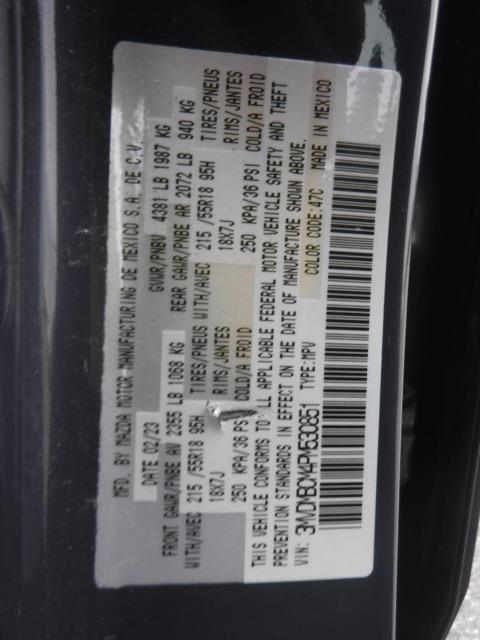 MFD. BY MAZDA MOTOR MANUFACTURING DE MEXICO S.A. DE C.V.
DATE 02/23 GVWR/PNBV 4381 LB 1987 KG
FRONT GAWR/PNBE AV 2355 LB 1068 KG REAR GAWR/PNBE AR 2072 LB 940 KG
WITH/AVEC TIRES/PNEUS WITH/AVEC TIRES/PNEUS
215 /55R18 95H RIMS/JANTES 215 /55R18 95H RIMS/JANTES
18X7J COLD/A FROID 18X7J COLD/A FROID
250 KPA/36 PS 250 KPA/36 PSI
THIS VEHICLE CONFORMS TO ALL APPLICABLE FEDERAL MOTOR VEHICLE SAFETY AND THEFT
PREVENTION STANDARDS IN EFFECT ON THE DATE OF MANUFACTURE SHOWN ABOVE.
VIN: 3MVDMBCM4PM530851 TYPE:MPV COLOR CODE:47C MADE IN MEXICO